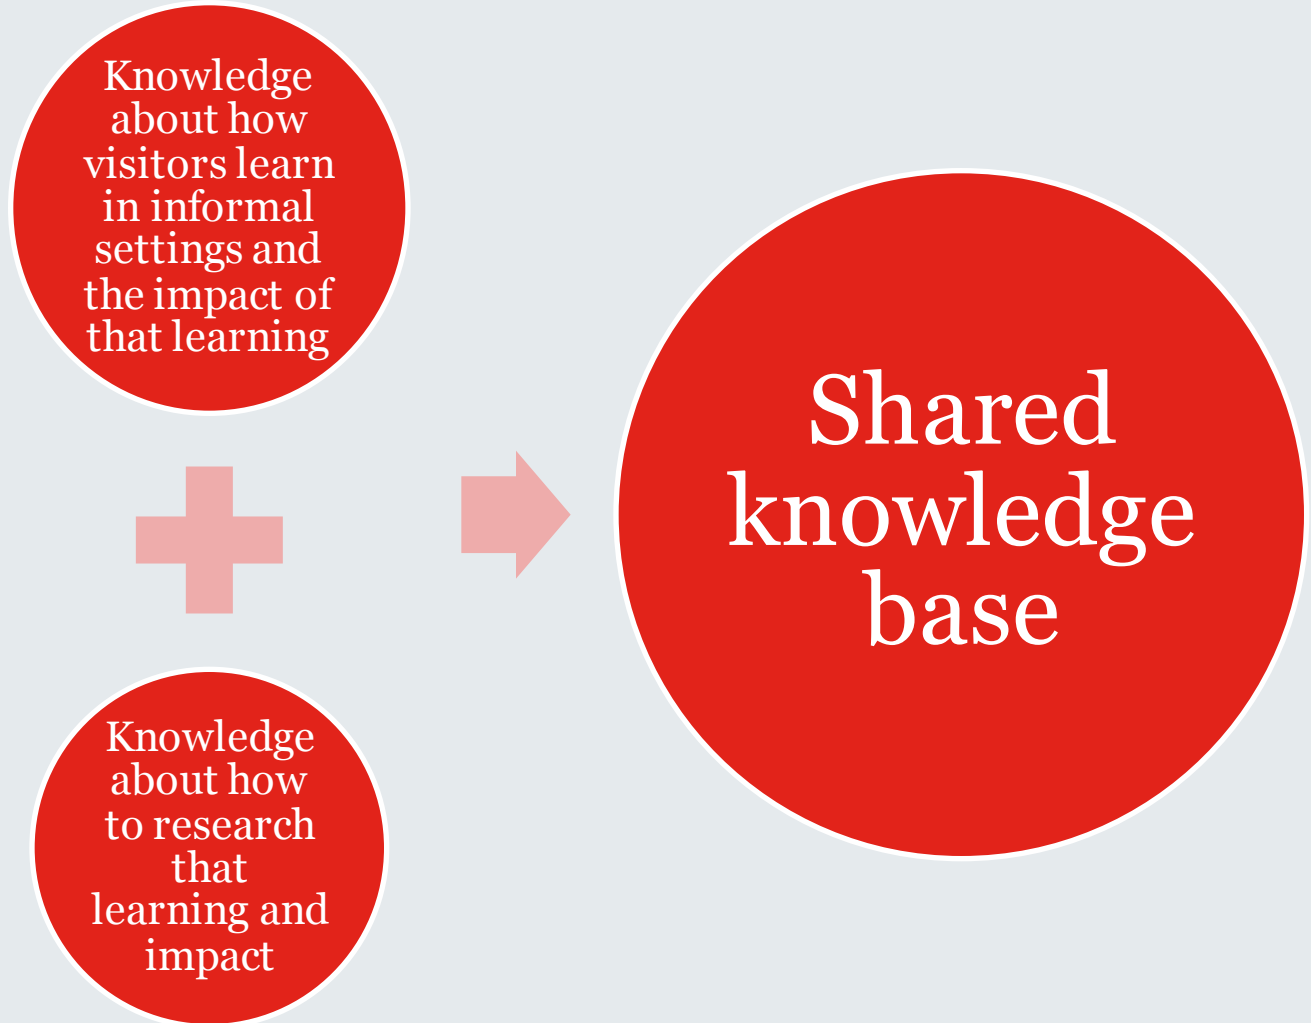 Knowledge
about how
visitors learn
in informal
settings and
the impact of
that learning
Knowledge
about how
to research
that
learning and
impact
Shared
knowledge
base